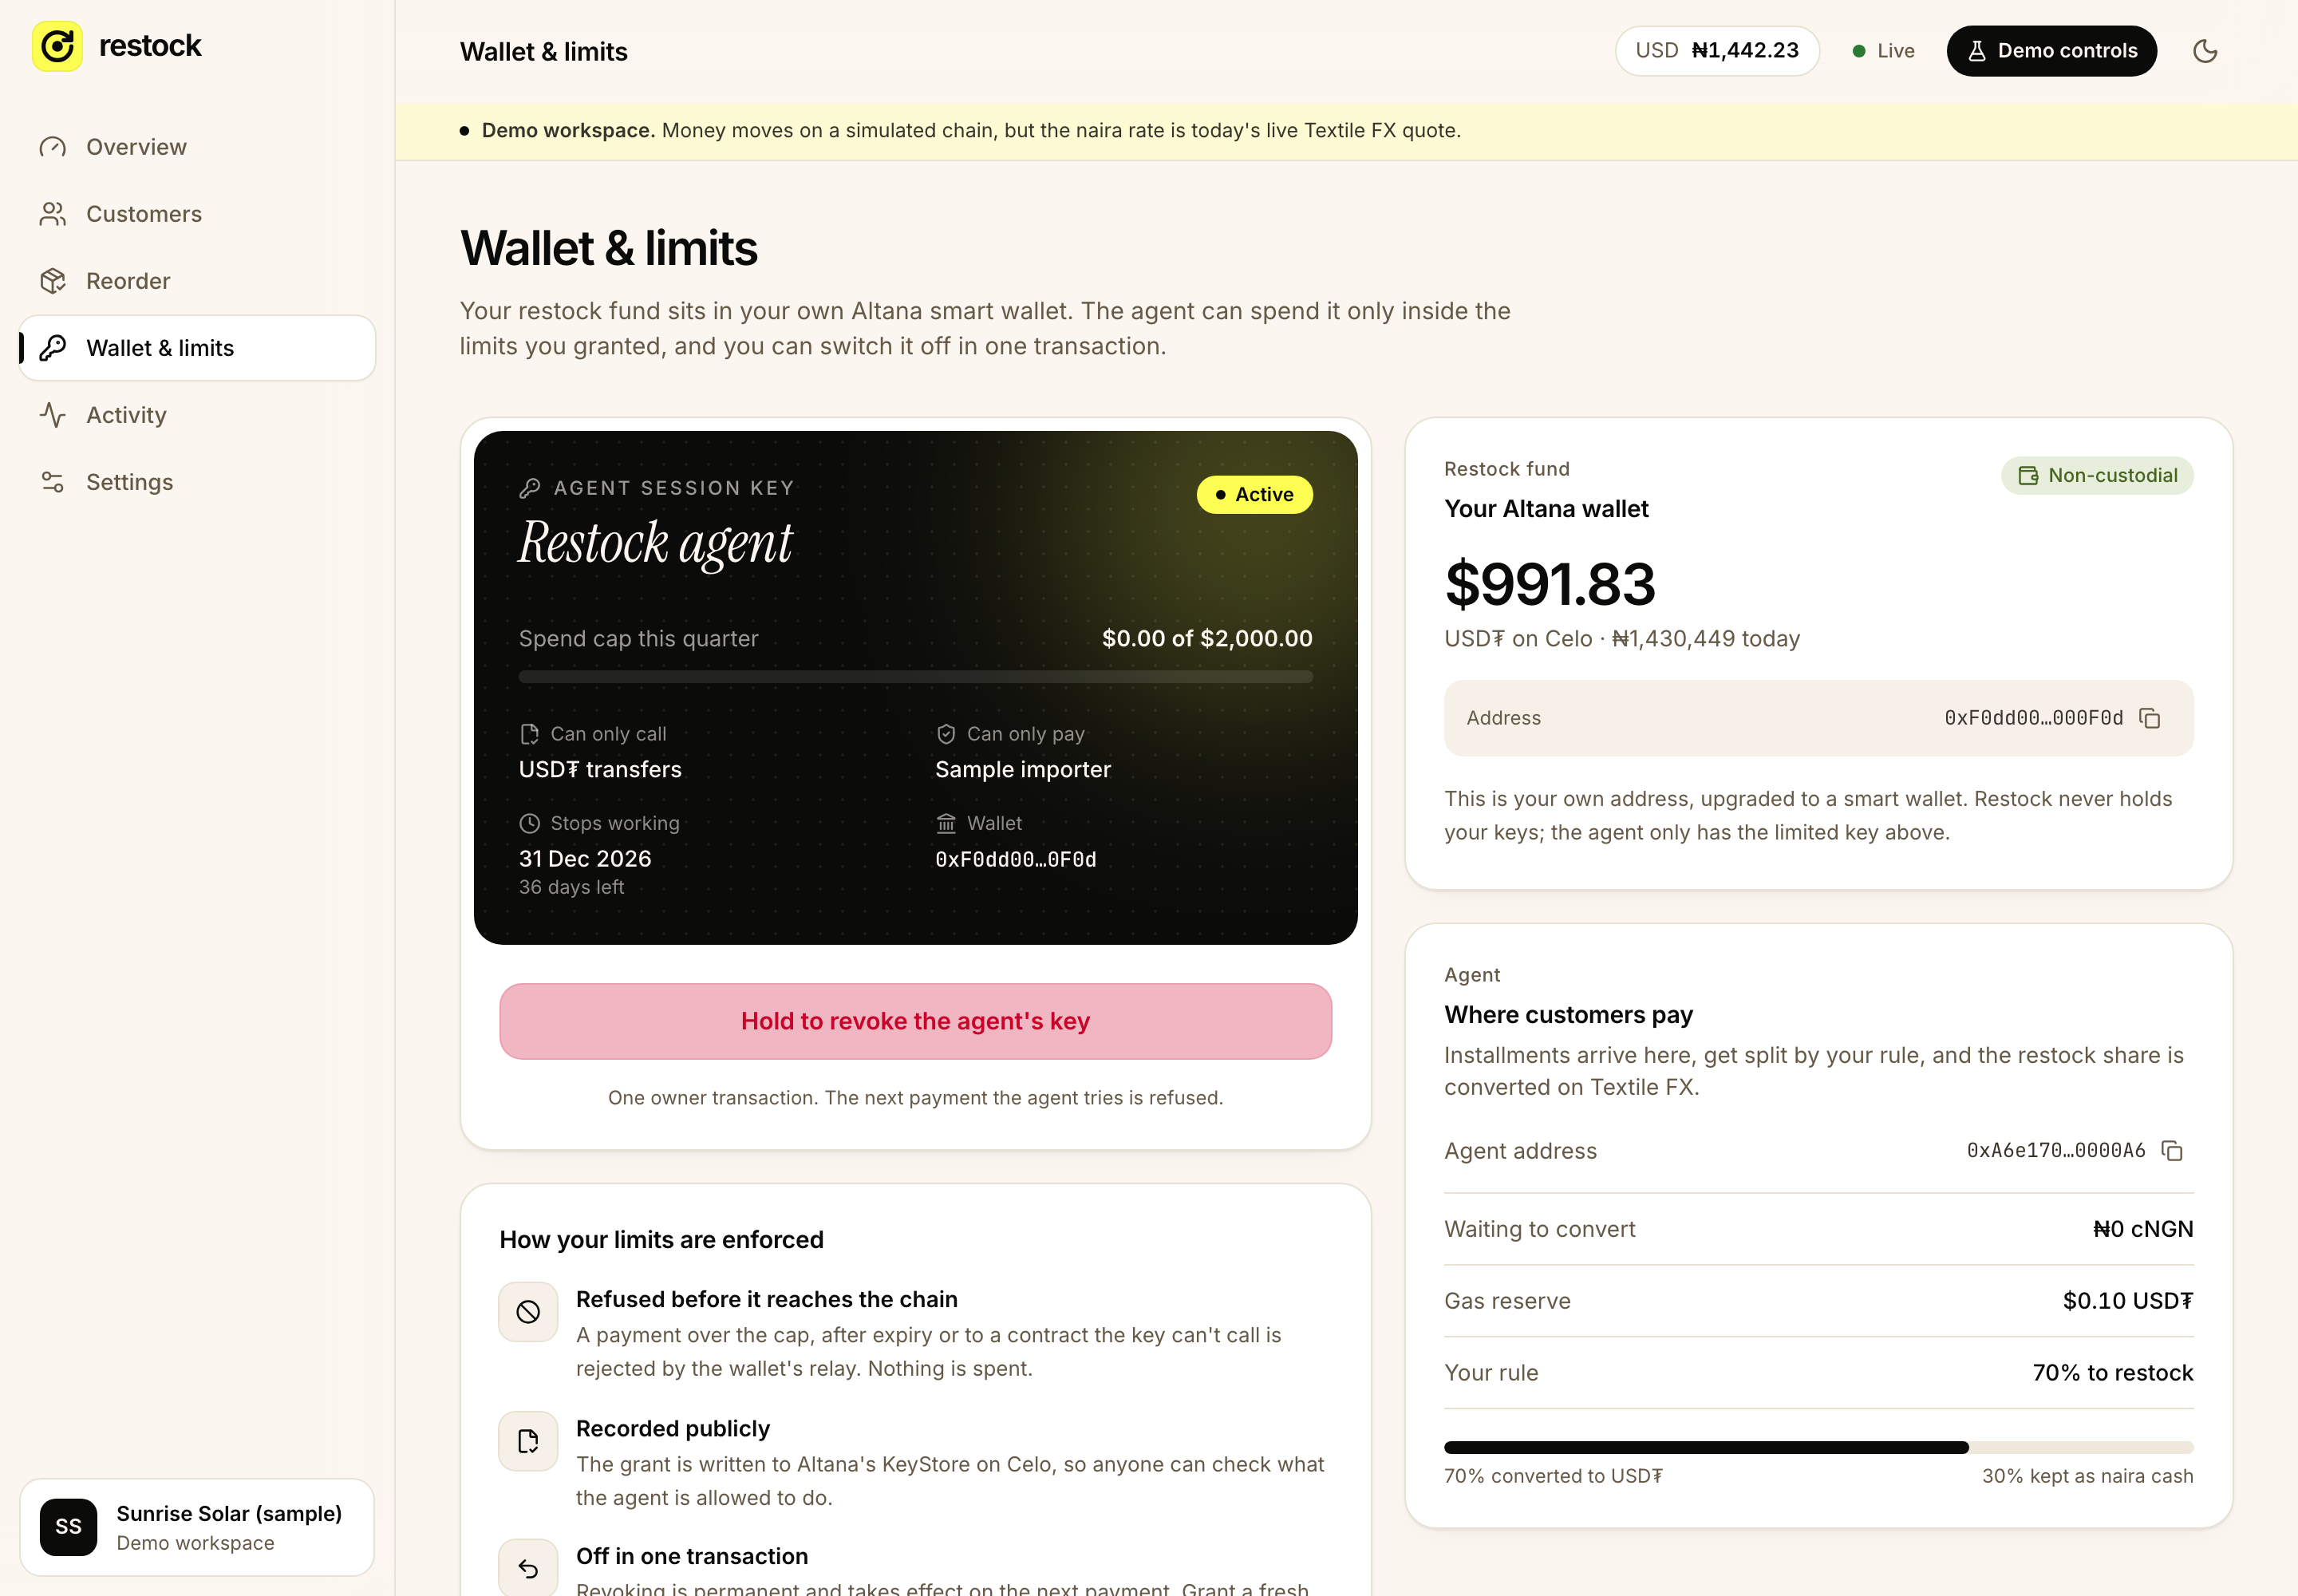 restock
Overview
Customers
Reorder
Wallet & limits
Activity
Settings
SS
Sunrise Solar (sample)
Demo workspace
Wallet & limits
USD ₦1,442.23
Live
Demo controls
Demo workspace. Money moves on a simulated chain, but the naira rate is today's live Textile FX quote.
Wallet & limits
Your restock fund sits in your own Altana smart wallet. The agent can spend it only inside the
limits you granted, and you can switch it off in one transaction.
AGENT SESSION KEY
Active
Restock agent
Spend cap this quarter
$0.00 of $2,000.00
Can only call
USD₮ transfers
Can only pay
Sample importer
Stops working
31 Dec 2026
36 days left
Wallet
0xF0dd00…0F0d
Hold to revoke the agent's key
One owner transaction. The next payment the agent tries is refused.
How your limits are enforced
Refused before it reaches the chain
A payment over the cap, after expiry or to a contract the key can't call is
rejected by the wallet's relay. Nothing is spent.
Recorded publicly
The grant is written to Altana's KeyStore on Celo, so anyone can check what
the agent is allowed to do.
Off in one transaction
Revoking is permanent and takes effect on the next payment. Grant a fresh
Restock fund
Non-custodial
Your Altana wallet
$991.83
USD₮ on Celo · ₦1,430,449 today
Address
0xF0dd00…000F0d
This is your own address, upgraded to a smart wallet. Restock never holds
your keys; the agent only has the limited key above.
Agent
Where customers pay
Installments arrive here, get split by your rule, and the restock share is
converted on Textile FX.
Agent address
0xA6e170…0000A6
Waiting to convert
₦0 cNGN
Gas reserve
$0.10 USD₮
Your rule
70% to restock
70% converted to USD₮
30% kept as naira cash